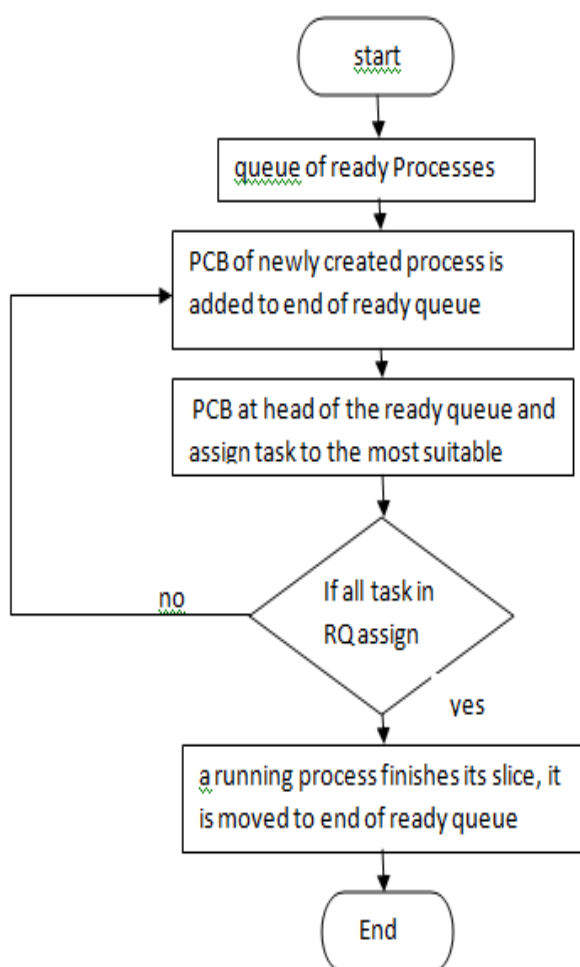 start
queue of ready Processes
PCB of newly created process is
added to end of ready queue
PCB at head of the ready queue and
assign task to the most suitable
If all task in
RQ assign
no
yes
a running process finishes its slice, it
is moved to end of ready queue
End